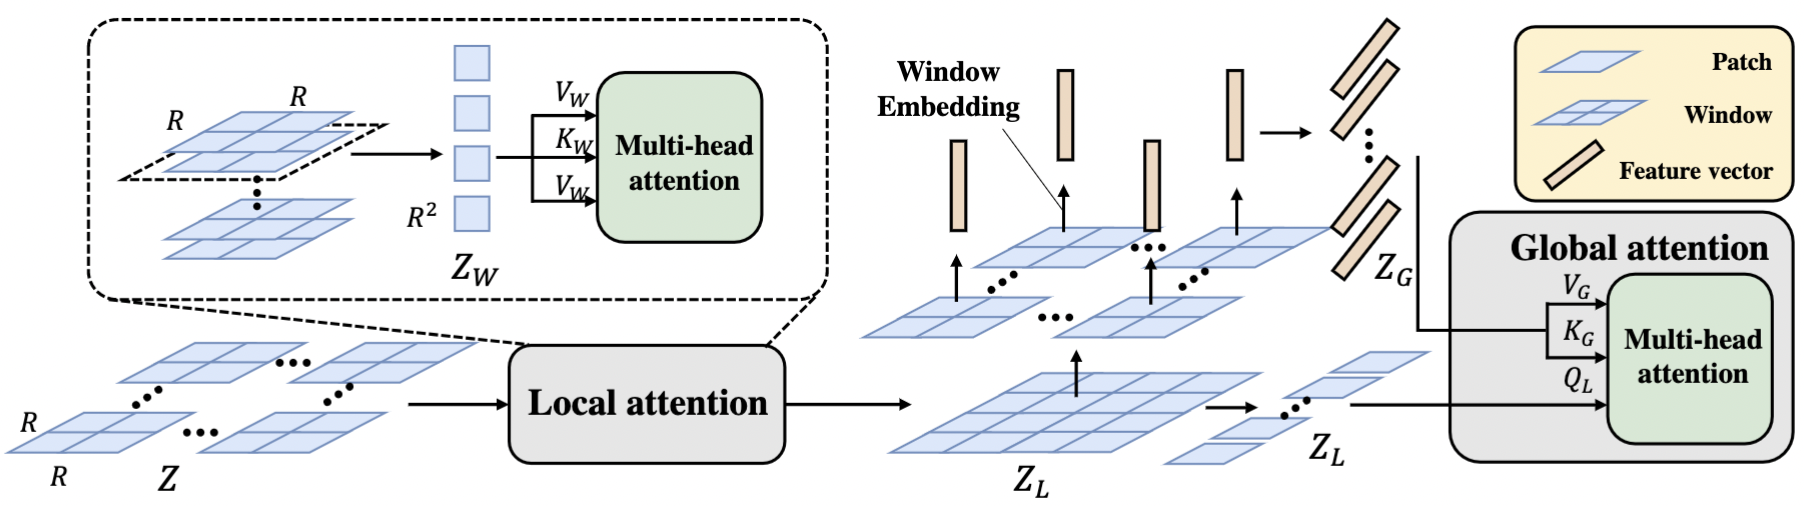 R
R
V_W
K_W
V_W
Multi-head
attention
R²
Z_W
R
R
Z
Local attention
Window
Embedding
Z_G
Z_L
Z_L
Patch
Window
Feature vector
Global attention
V_G
K_G
Q_L
Multi-head
attention